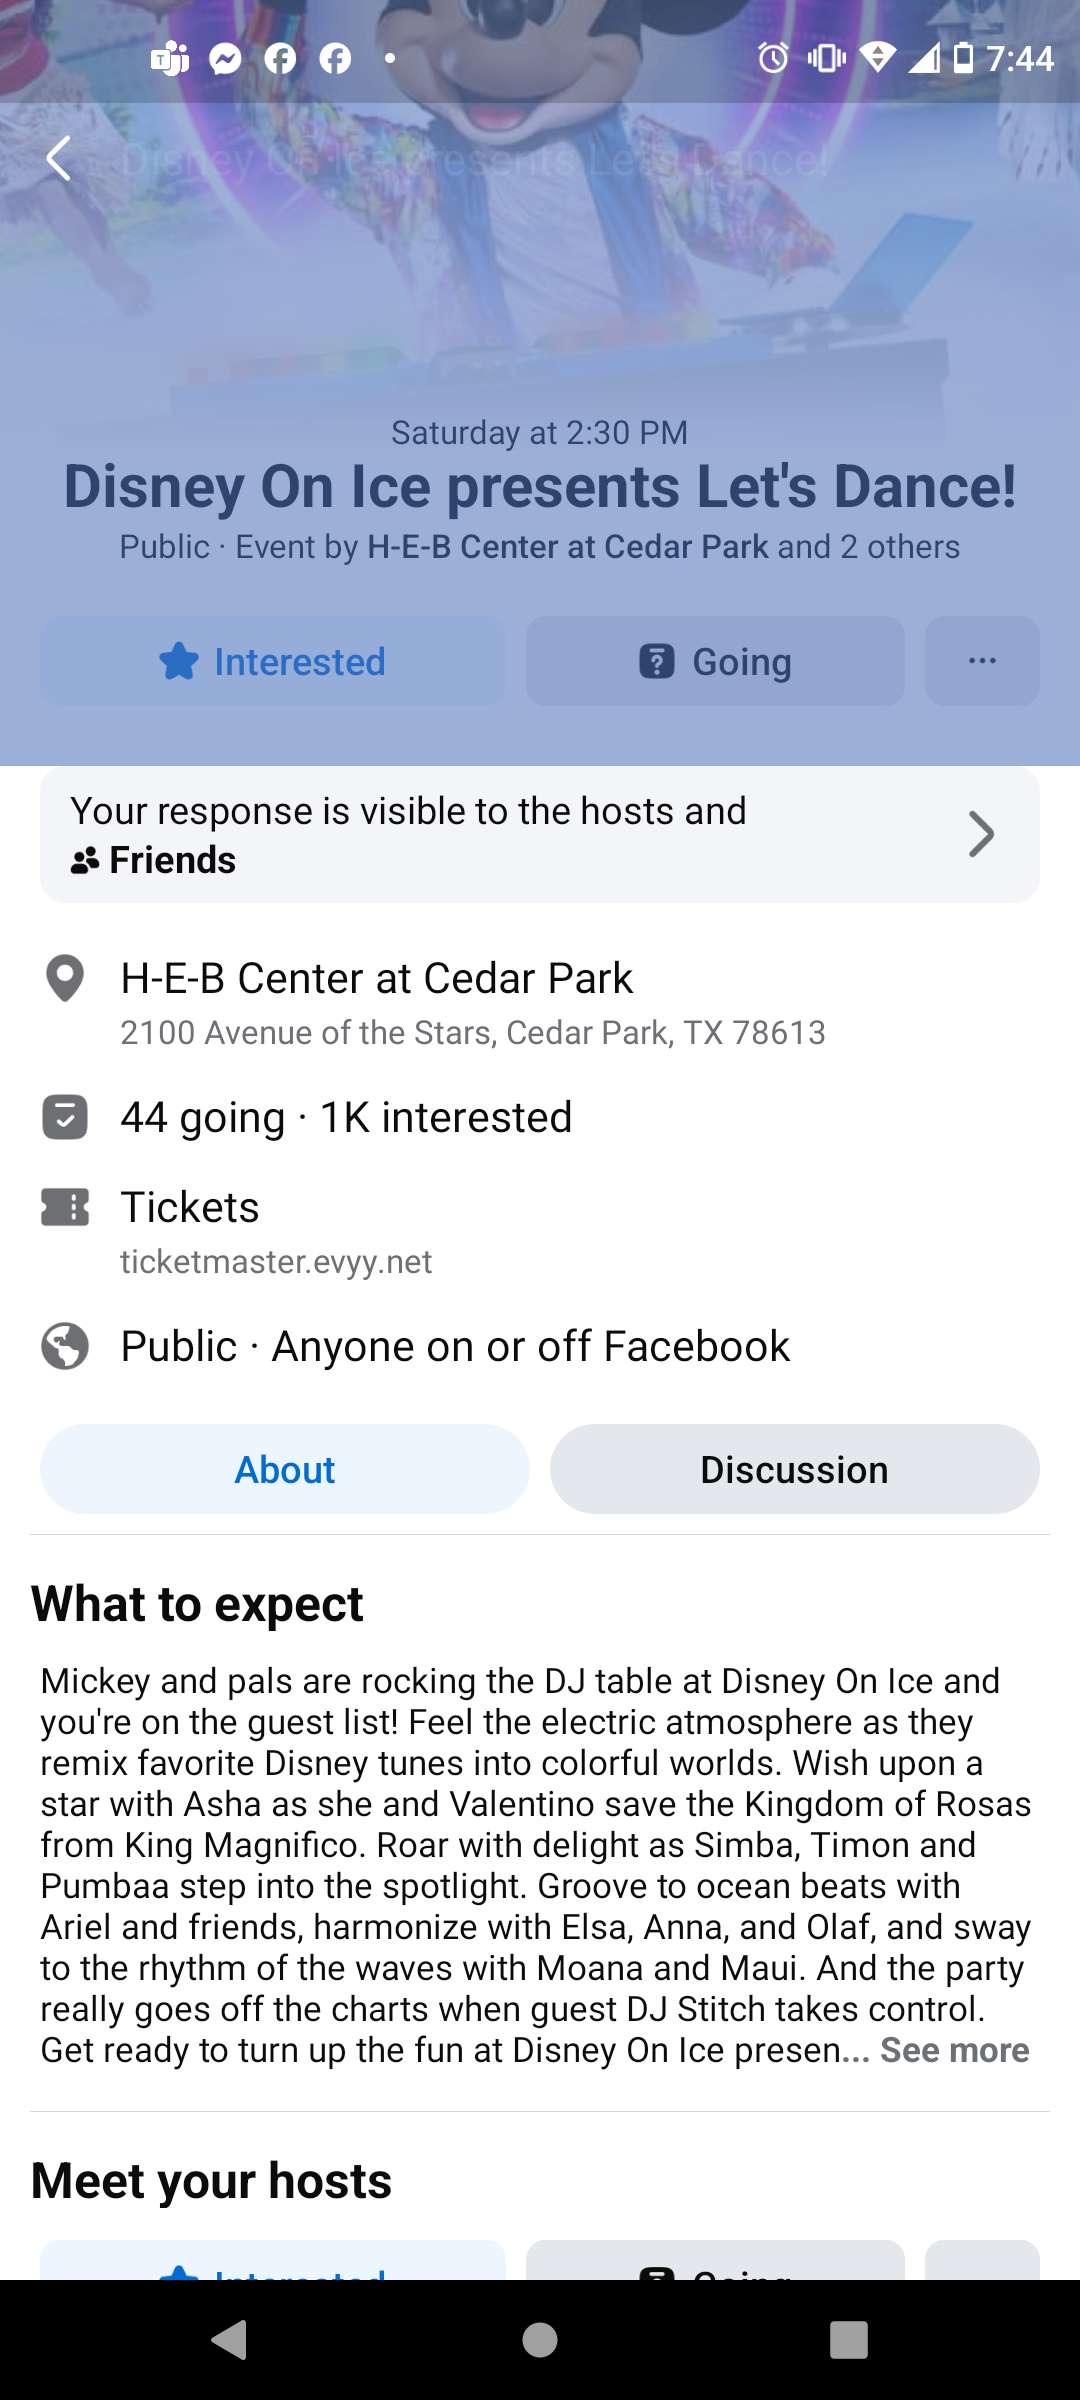 7:44
Disney On Ice presents Let's Dance!
Saturday at 2:30 PM
Disney On Ice presents Let's Dance!
Public · Event by H-E-B Center at Cedar Park and 2 others
Interested
Going
Your response is visible to the hosts and
Friends
H-E-B Center at Cedar Park
2100 Avenue of the Stars, Cedar Park, TX 78613
44 going · 1K interested
Tickets
ticketmaster.evyy.net
Public · Anyone on or off Facebook
About
Discussion
What to expect
Mickey and pals are rocking the DJ table at Disney On Ice and
you're on the guest list! Feel the electric atmosphere as they
remix favorite Disney tunes into colorful worlds. Wish upon a
star with Asha as she and Valentino save the Kingdom of Rosas
from King Magnifico. Roar with delight as Simba, Timon and
Pumbaa step into the spotlight. Groove to ocean beats with
Ariel and friends, harmonize with Elsa, Anna, and Olaf, and sway
to the rhythm of the waves with Moana and Maui. And the party
really goes off the charts when guest DJ Stitch takes control.
Get ready to turn up the fun at Disney On Ice presen... See more
Meet your hosts
Interested
Going